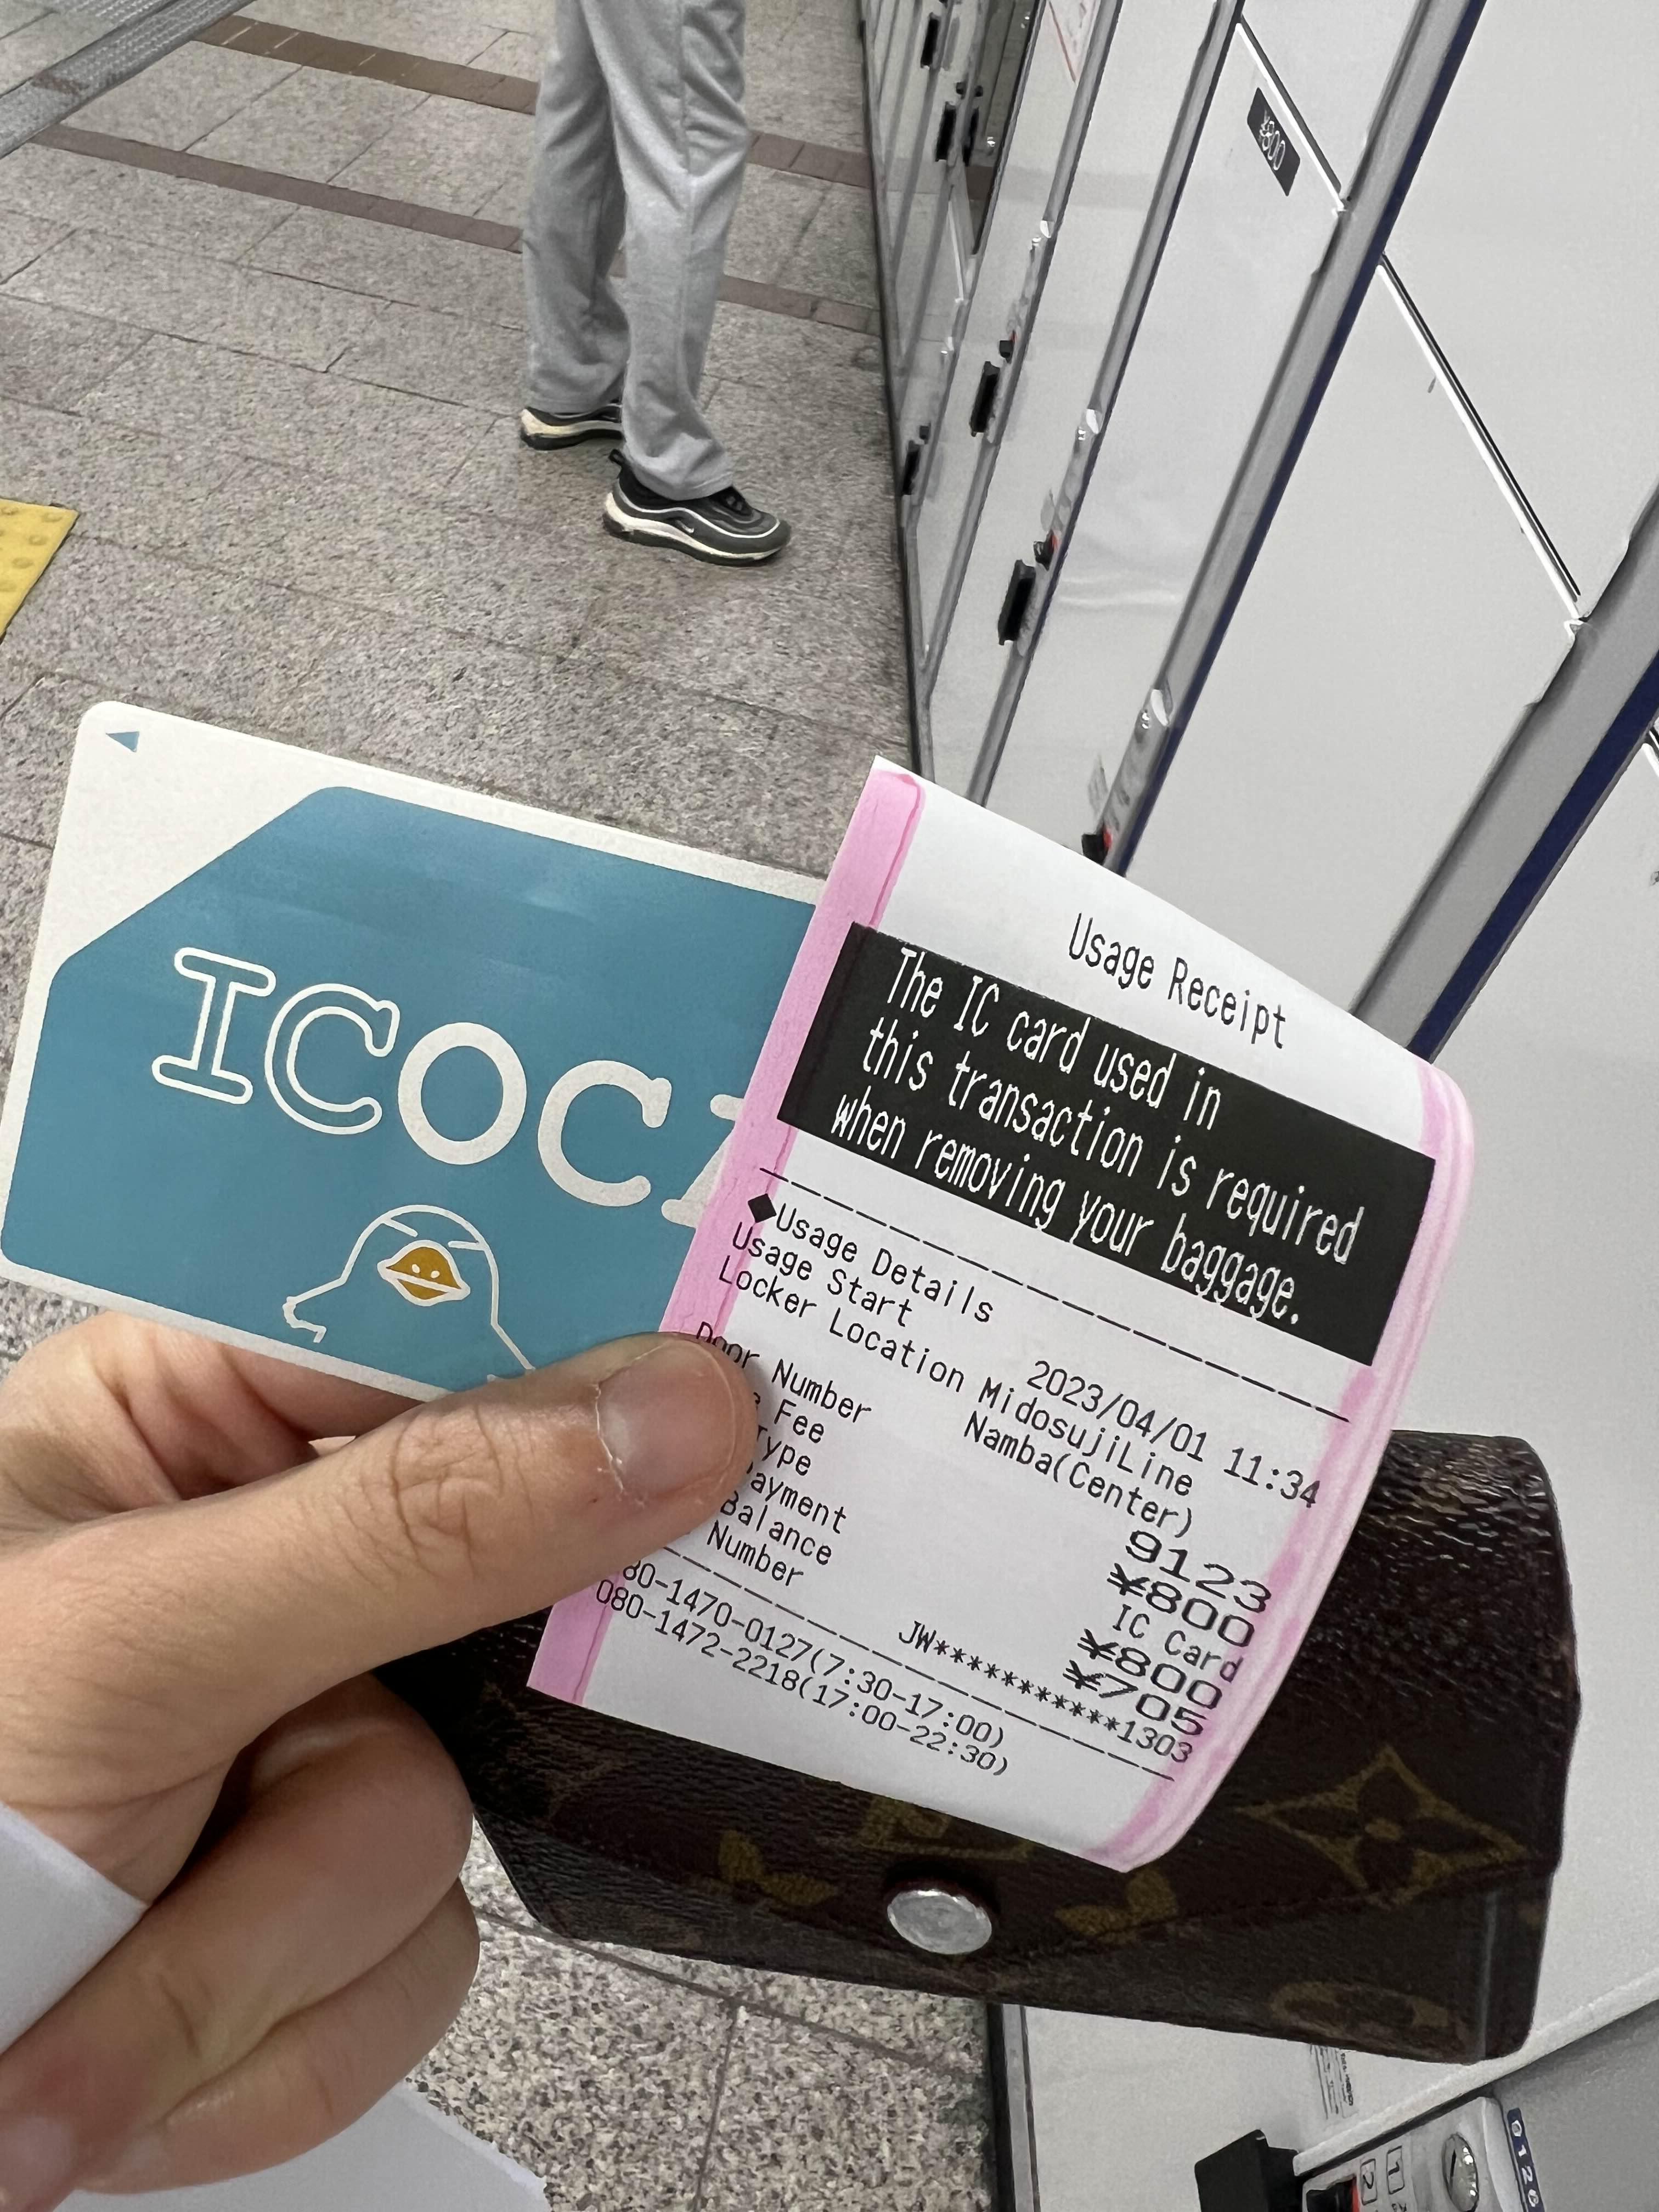 ¥800
ICOCA
Usage Receipt
The IC card used in
this transaction is required
when removing your baggage.
◆Usage Details
Usage Start 2023/04/01 11:34
Locker Location MidosujiLine
Namba(Center)
Door Number 9123
Fee ¥800
Type IC Card
ayment ¥800
Balance ¥705
Number JW*************1303
80-1470-0127(7:30-17:00)
080-1472-2218(17:00-22:30)